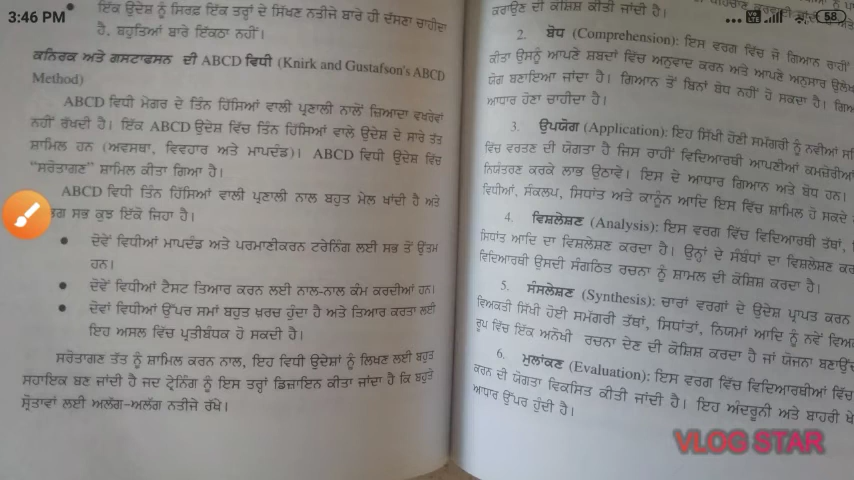 3:46 PM
58
ਇੱਕ ਉਦੇਸ਼ ਨੂੰ ਸਿਰਫ਼ ਇੱਕ ਤਰ੍ਹਾਂ ਦੇ ਸਿੱਖਣ ਨਤੀਜੇ ਬਾਰੇ ਹੀ ਦੱਸਣਾ ਚਾਹੀਦਾ
ਹੈ, ਬਹੁਤਿਆਂ ਬਾਰੇ ਇਕੱਠਾ ਨਹੀਂ।
ਕਨਿਰਕ ਅਤੇ ਗਸਟਾਫਸਨ ਦੀ ABCD ਵਿਧੀ (Knirk and Gustafson's ABCD
Method)
ABCD ਵਿਧੀ ਮੇਗਰ ਦੇ ਤਿੰਨ ਹਿੱਸਿਆਂ ਵਾਲੀ ਪ੍ਰਣਾਲੀ ਨਾਲੋਂ ਜ਼ਿਆਦਾ ਵਖਰੇਵਾਂ
ਨਹੀਂ ਰੱਖਦੀ ਹੈ। ਇੱਕ ABCD ਉਦੇਸ਼ ਵਿੱਚ ਤਿੰਨ ਹਿੱਸਿਆਂ ਵਾਲੇ ਉਦੇਸ਼ ਦੇ ਸਾਰੇ ਤੱਤ
ਸ਼ਾਮਿਲ ਹਨ (ਅਵਸਥਾ, ਵਿਵਹਾਰ ਅਤੇ ਮਾਪਦੰਡ)। ABCD ਵਿਧੀ ਉਦੇਸ਼ ਵਿੱਚ
"ਸਰੋਤਾਗਣ" ਸ਼ਾਮਿਲ ਕੀਤਾ ਗਿਆ ਹੈ।
ABCD ਵਿਧੀ ਤਿੰਨ ਹਿੱਸਿਆਂ ਵਾਲੀ ਪ੍ਰਣਾਲੀ ਨਾਲ ਬਹੁਤ ਮੇਲ ਖਾਂਦੀ ਹੈ ਅਤੇ
ਸਭ ਕੁਝ ਇੱਕੋ ਜਿਹਾ ਹੈ।
• ਦੋਵੇਂ ਵਿਧੀਆਂ ਮਾਪਦੰਡ ਅਤੇ ਪਰਮਾਣੀਕਰਨ ਟਰੇਨਿੰਗ ਲਈ ਸਭ ਤੋਂ ਉੱਤਮ
ਹਨ।
• ਦੋਵੇਂ ਵਿਧੀਆਂ ਟੈਸਟ ਤਿਆਰ ਕਰਨ ਲਈ ਨਾਲ-ਨਾਲ ਕੰਮ ਕਰਦੀਆਂ ਹਨ।
• ਦੋਵਾਂ ਵਿਧੀਆਂ ਉੱਪਰ ਸਮਾਂ ਬਹੁਤ ਖ਼ਰਚ ਹੁੰਦਾ ਹੈ ਅਤੇ ਤਿਆਰ ਕਰਤਾ ਲਈ
ਇਹ ਅਸਲ ਵਿੱਚ ਪ੍ਰਤੀਬੰਧਕ ਹੋ ਸਕਦੀ ਹੈ।
ਸਰੋਤਾਗਣ ਤੱਤ ਨੂੰ ਸ਼ਾਮਿਲ ਕਰਨ ਨਾਲ, ਇਹ ਵਿਧੀ ਉਦੇਸ਼ਾਂ ਨੂੰ ਲਿਖਣ ਲਈ ਬਹੁਤ
ਸਹਾਇਕ ਬਣ ਜਾਂਦੀ ਹੈ ਜਦ ਟ੍ਰੇਨਿੰਗ ਨੂੰ ਇਸ ਤਰ੍ਹਾਂ ਡਿਜ਼ਾਇਨ ਕੀਤਾ ਜਾਂਦਾ ਹੈ ਕਿ ਬਹੁਤੇ
ਸ੍ਰੋਤਾਵਾਂ ਲਈ ਅਲੱਗ-ਅਲੱਗ ਨਤੀਜੇ ਰੱਖੇ।
ਕਰਾਉਣ ਦੀ ਕੋਸ਼ਿਸ਼ ਕੀਤੀ ਜਾਂਦੀ ਹੈ।
2. ਬੋਧ (Comprehension): ਇਸ ਵਰਗ ਵਿੱਚ ਜੋ ਗਿਆਨ ਰਾਹੀਂ
ਕੀਤਾ ਉਸਨੂੰ ਆਪਣੇ ਸ਼ਬਦਾਂ ਵਿੱਚ ਅਨੁਵਾਦ ਕਰਨ ਅਤੇ ਆਪਣੇ ਅਨੁਸਾਰ
ਯੋਗ ਬਣਾਇਆ ਜਾਂਦਾ ਹੈ। ਗਿਆਨ ਤੋਂ ਬਿਨਾਂ ਬੋਧ ਨਹੀਂ ਹੋ ਸਕਦਾ ਹੈ।
ਆਧਾਰ ਹੋਣਾ ਚਾਹੀਦਾ ਹੈ।
3. ਉਪਯੋਗ (Application): ਇਹ ਸਿੱਖੀ ਹੋਈ ਸਮੱਗਰੀ ਨੂੰ ਨਵੀਆਂ
ਵਿੱਚ ਵਰਤਣ ਦੀ ਯੋਗਤਾ ਹੈ ਜਿਸ ਰਾਹੀਂ ਵਿਦਿਆਰਥੀ ਆਪਣੀਆਂ ਕਮਜ਼ੋਰੀਆਂ
ਨਿਯੰਤਰਣ ਕਰਕੇ ਲਾਭ ਉਠਾਵੇ। ਇਸ ਦੇ ਆਧਾਰ ਗਿਆਨ ਅਤੇ ਬੋਧ ਹਨ।
ਵਿਧੀਆਂ, ਸੰਕਲਪ, ਸਿਧਾਂਤ ਅਤੇ ਕਾਨੂੰਨ ਆਦਿ ਇਸ ਵਿੱਚ ਸ਼ਾਮਿਲ ਹੋ ਸਕਦੇ
4. ਵਿਸ਼ਲੇਸ਼ਣ (Analysis): ਇਸ ਵਰਗ ਵਿੱਚ ਵਿਦਿਆਰਥੀ ਤੱਥਾਂ,
ਸਿਧਾਂਤ ਆਦਿ ਦਾ ਵਿਸ਼ਲੇਸ਼ਣ ਕਰਦਾ ਹੈ। ਉਨ੍ਹਾਂ ਦੇ ਸੰਬੰਧਾਂ ਦਾ ਵਿਸ਼ਲੇਸ਼ਣ
ਵਿਦਿਆਰਥੀ ਉਸਦੀ ਸੰਗਠਿਤ ਰਚਨਾ ਨੂੰ ਸ਼ਾਮਲ ਦੀ ਕੋਸ਼ਿਸ਼ ਕਰਦਾ ਹੈ।
5. ਸੰਸਲੇਸ਼ਣ (Synthesis): ਚਾਰਾਂ ਵਰਗਾਂ ਦੇ ਉਦੇਸ਼ ਪ੍ਰਾਪਤ ਕਰਨ
ਵਿਅਕਤੀ ਸਿੱਖੀ ਹੋਈ ਸਮੱਗਰੀ ਤੱਥਾਂ, ਸਿਧਾਂਤਾਂ, ਨਿਯਮਾਂ ਆਦਿ ਨੂੰ ਨਵੇਂ
ਰੂਪ ਵਿੱਚ ਇੱਕ ਅਨੋਖੀ ਰਚਨਾ ਦੇਣ ਦੀ ਕੋਸ਼ਿਸ਼ ਕਰਦਾ ਹੈ ਜਾਂ ਯੋਜਨਾ
6. ਮੁਲਾਂਕਣ (Evaluation): ਇਸ ਵਰਗ ਵਿੱਚ ਵਿਦਿਆਰਥੀਆਂ ਵਿੱਚ
ਕਰਨ ਦੀ ਯੋਗਤਾ ਵਿਕਸਿਤ ਕੀਤੀ ਜਾਂਦੀ ਹੈ। ਇਹ ਅੰਦਰੂਨੀ ਅਤੇ ਬਾਹਰੀ
ਆਧਾਰ ਉੱਪਰ ਹੁੰਦੀ ਹੈ।
VLOG STAR